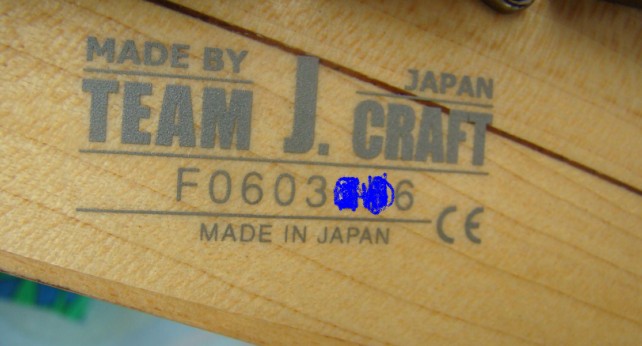 MADE BY
JAPAN
TEAM J. CRAFT
F0603 6
MADE IN JAPAN
CE